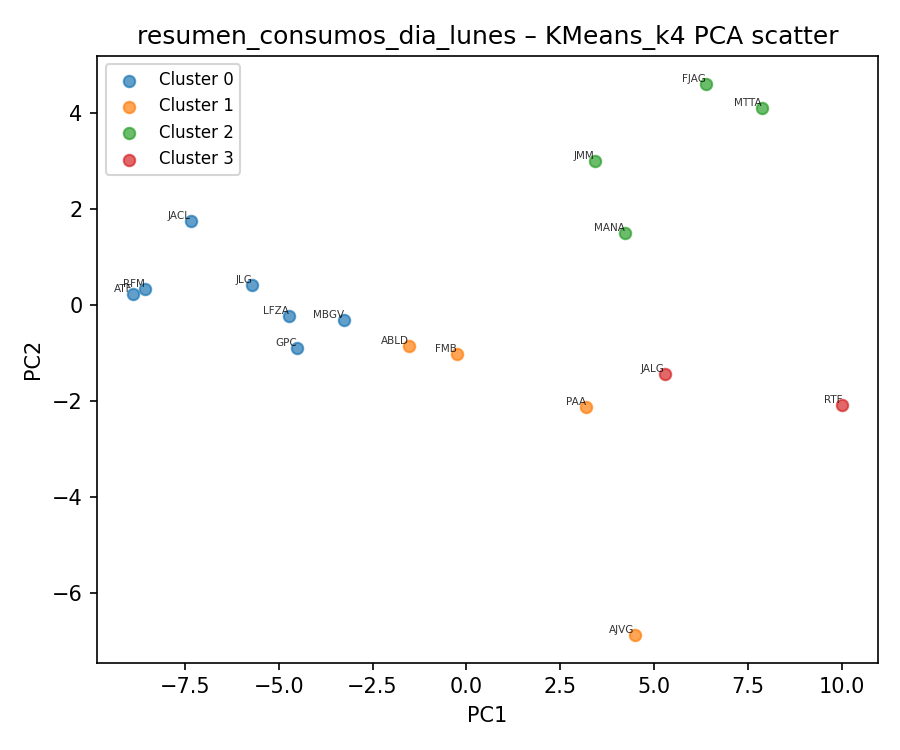 resumen_consumos_dia_lunes – KMeans_k4 PCA scatter
Cluster 0
Cluster 1
Cluster 2
Cluster 3
FJAG
MTTA
JMM
MANA
JACL
RFM
ATF
JLG
LFZA
MBGV
GPC
ABLD
FMB
JALG
PAA
RTF
AJVG
4
2
0
−2
−4
−6
PC2
−7.5
−5.0
−2.5
0.0
2.5
5.0
7.5
10.0
PC1